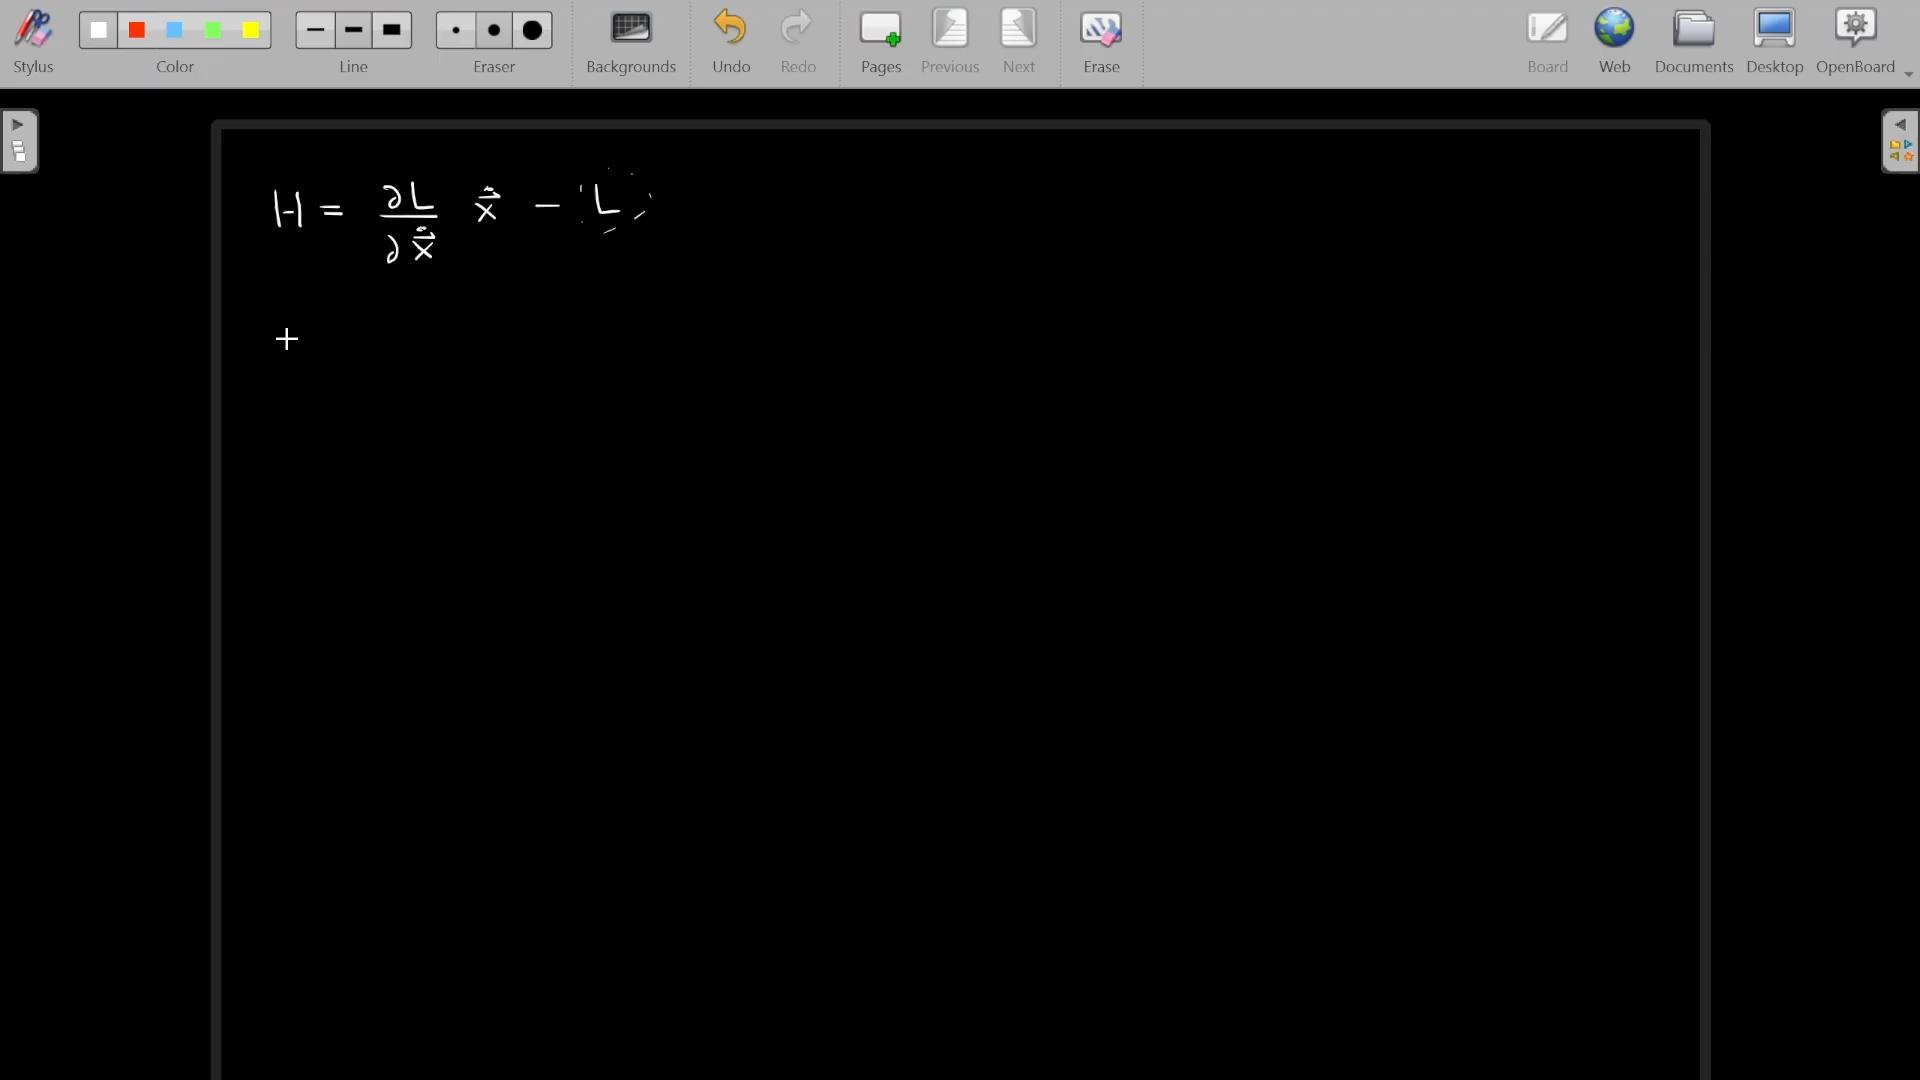 Stylus Color Line Eraser Backgrounds Undo Redo Pages Previous Next Erase Board Web Documents Desktop OpenBoard
H = ∂L/∂ẋ⃗ ẋ⃗ − L